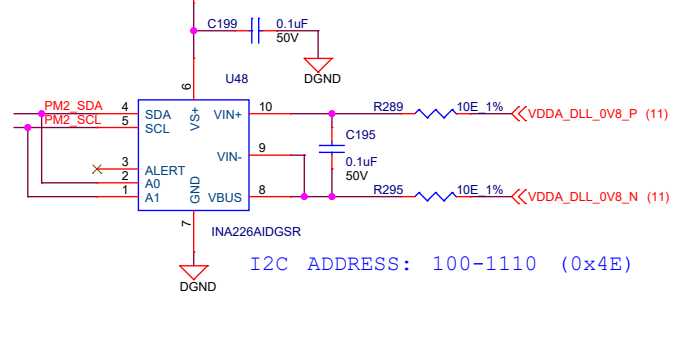 C199
0.1uF
50V
DGND
U48
6
PM2_SDA
4
SDA
VS+
VIN+
10
R289
10E_1%
VDDA_DLL_0V8_P (11)
PM2_SCL
5
SCL
C195
0.1uF
50V
VIN-
9
3
ALERT
2
A0
1
A1
GND
VBUS
8
R295
10E_1%
VDDA_DLL_0V8_N (11)
7
INA226AIDGSR
DGND
I2C ADDRESS: 100-1110 (0x4E)